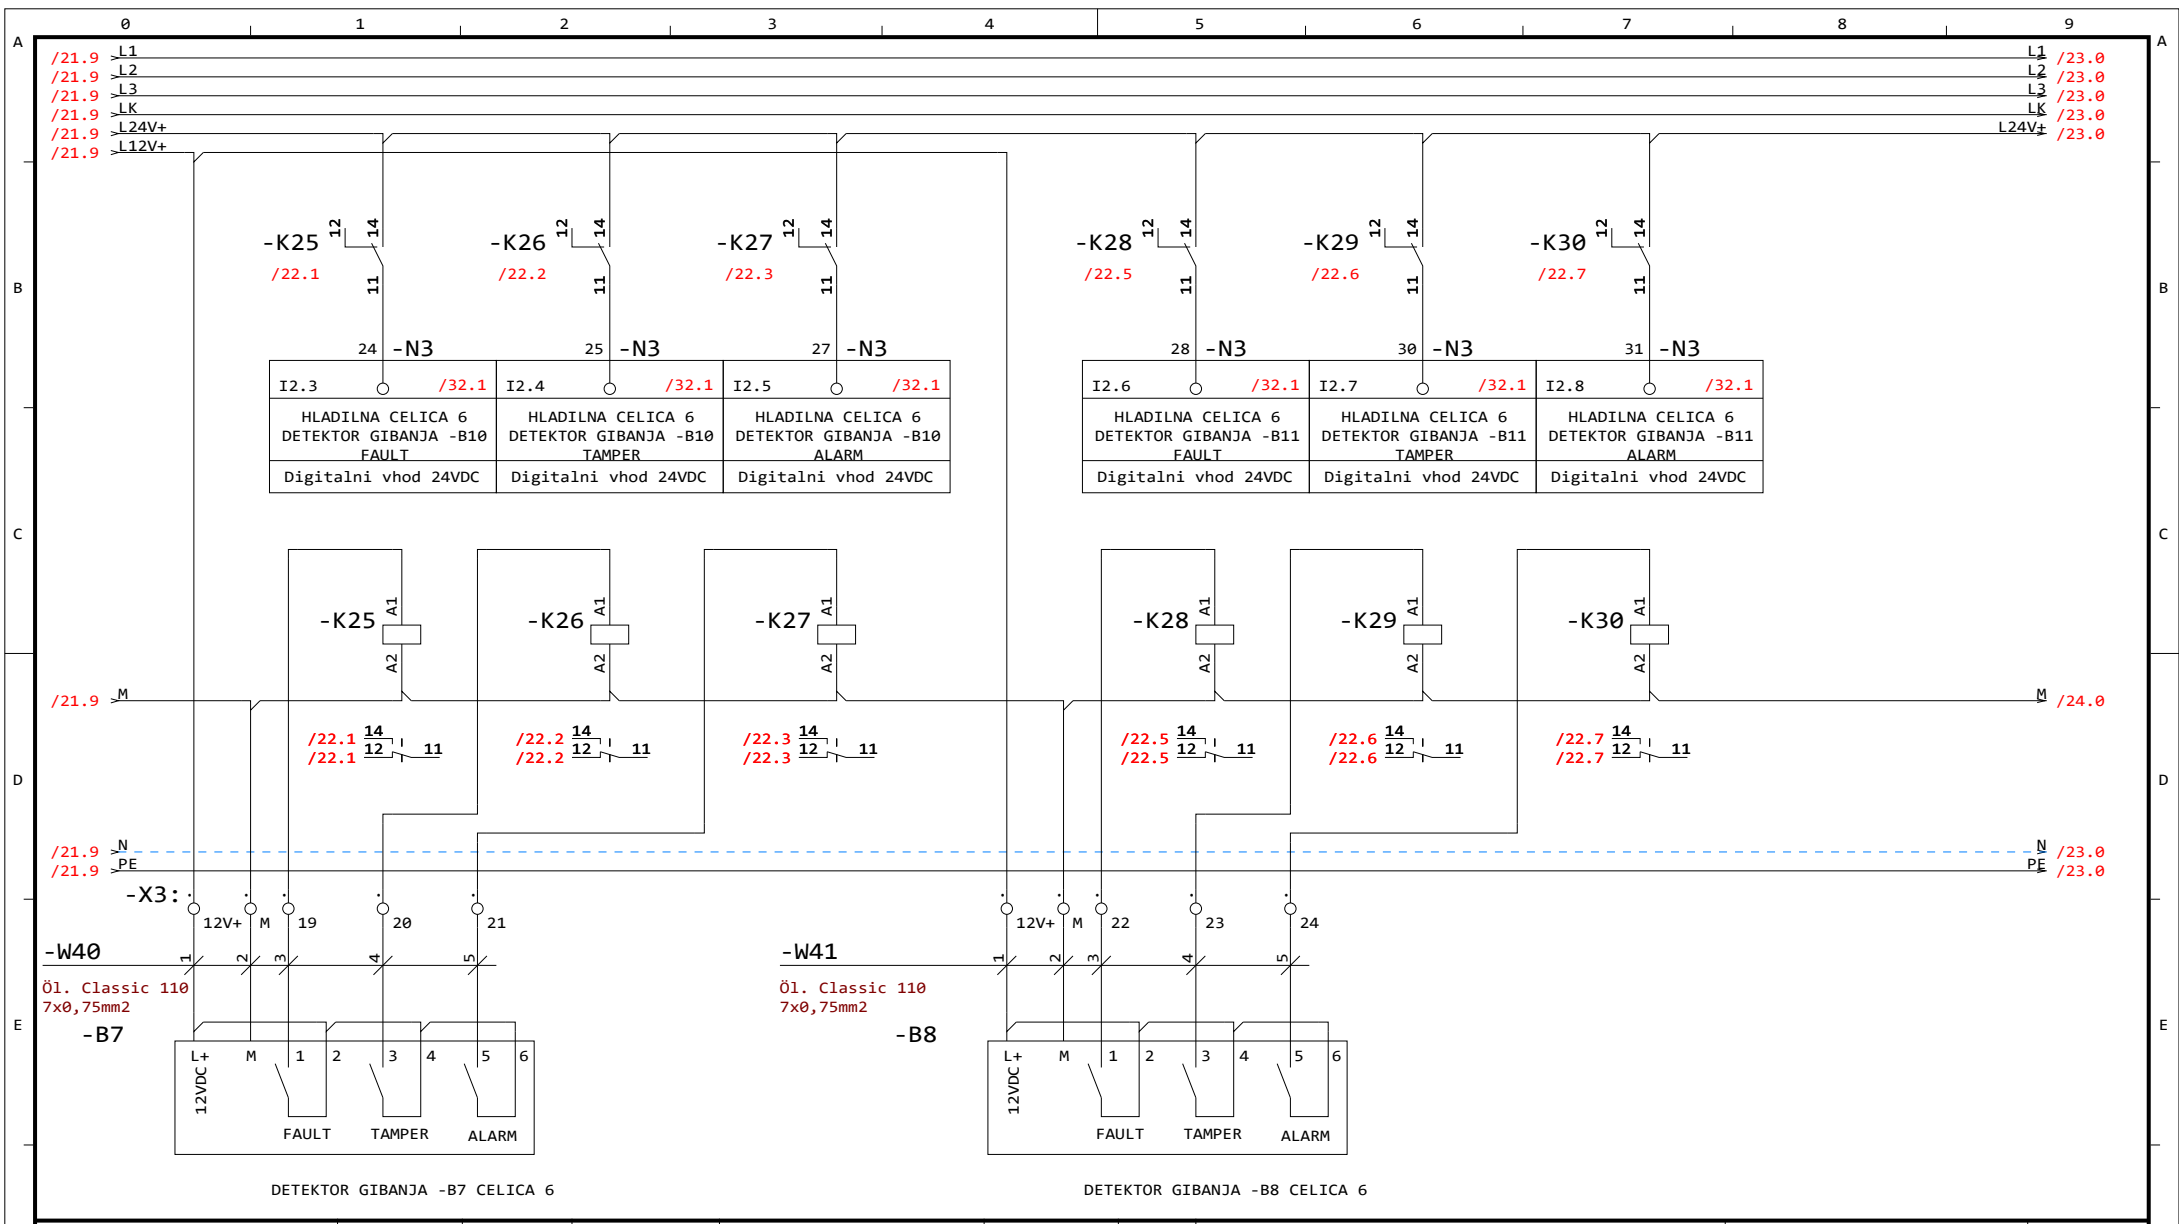 0 1 2 3 4 5 6 7 8 9
A A
/21.9 L1 L1 /23.0
/21.9 L2 L2 /23.0
/21.9 L3 L3 /23.0
/21.9 LK LK /23.0
/21.9 L24V+ L24V+ /23.0
/21.9 L12V+
12 14 12 14 12 14 12 14 12 14 12 14
-K25 -K26 -K27 -K28 -K29 -K30
/22.1 /22.2 /22.3 /22.5 /22.6 /22.7
B 11 11 11 11 11 11 B
24 -N3 25 -N3 27 -N3 28 -N3 30 -N3 31 -N3
I2.3 /32.1 I2.4 /32.1 I2.5 /32.1 I2.6 /32.1 I2.7 /32.1 I2.8 /32.1
HLADILNA CELICA 6 HLADILNA CELICA 6 HLADILNA CELICA 6 HLADILNA CELICA 6 HLADILNA CELICA 6 HLADILNA CELICA 6
DETEKTOR GIBANJA -B10 DETEKTOR GIBANJA -B10 DETEKTOR GIBANJA -B10 DETEKTOR GIBANJA -B11 DETEKTOR GIBANJA -B11 DETEKTOR GIBANJA -B11
FAULT TAMPER ALARM FAULT TAMPER ALARM
Digitalni vhod 24VDC Digitalni vhod 24VDC Digitalni vhod 24VDC Digitalni vhod 24VDC Digitalni vhod 24VDC Digitalni vhod 24VDC
C C
A1 A1 A1 A1 A1 A1
-K25 -K26 -K27 -K28 -K29 -K30
A2 A2 A2 A2 A2 A2
/21.9 M M /24.0
/22.1 14 /22.2 14 /22.3 14 /22.5 14 /22.6 14 /22.7 14
/22.1 12 11 /22.2 12 11 /22.3 12 11 /22.5 12 11 /22.6 12 11 /22.7 12 11
D D
/21.9 N N /23.0
/21.9 PE PE /23.0
-X3:
12V+ M 19 20 21 12V+ M 22 23 24
-W40 1 2 3 4 5 -W41 1 2 3 4 5
Öl. Classic 110 Öl. Classic 110
7x0,75mm2 7x0,75mm2
E E
-B7 -B8
L+ M 1 2 3 4 5 6 L+ M 1 2 3 4 5 6
12VDC 12VDC
FAULT TAMPER ALARM FAULT TAMPER ALARM
DETEKTOR GIBANJA -B7 CELICA 6 DETEKTOR GIBANJA -B8 CELICA 6